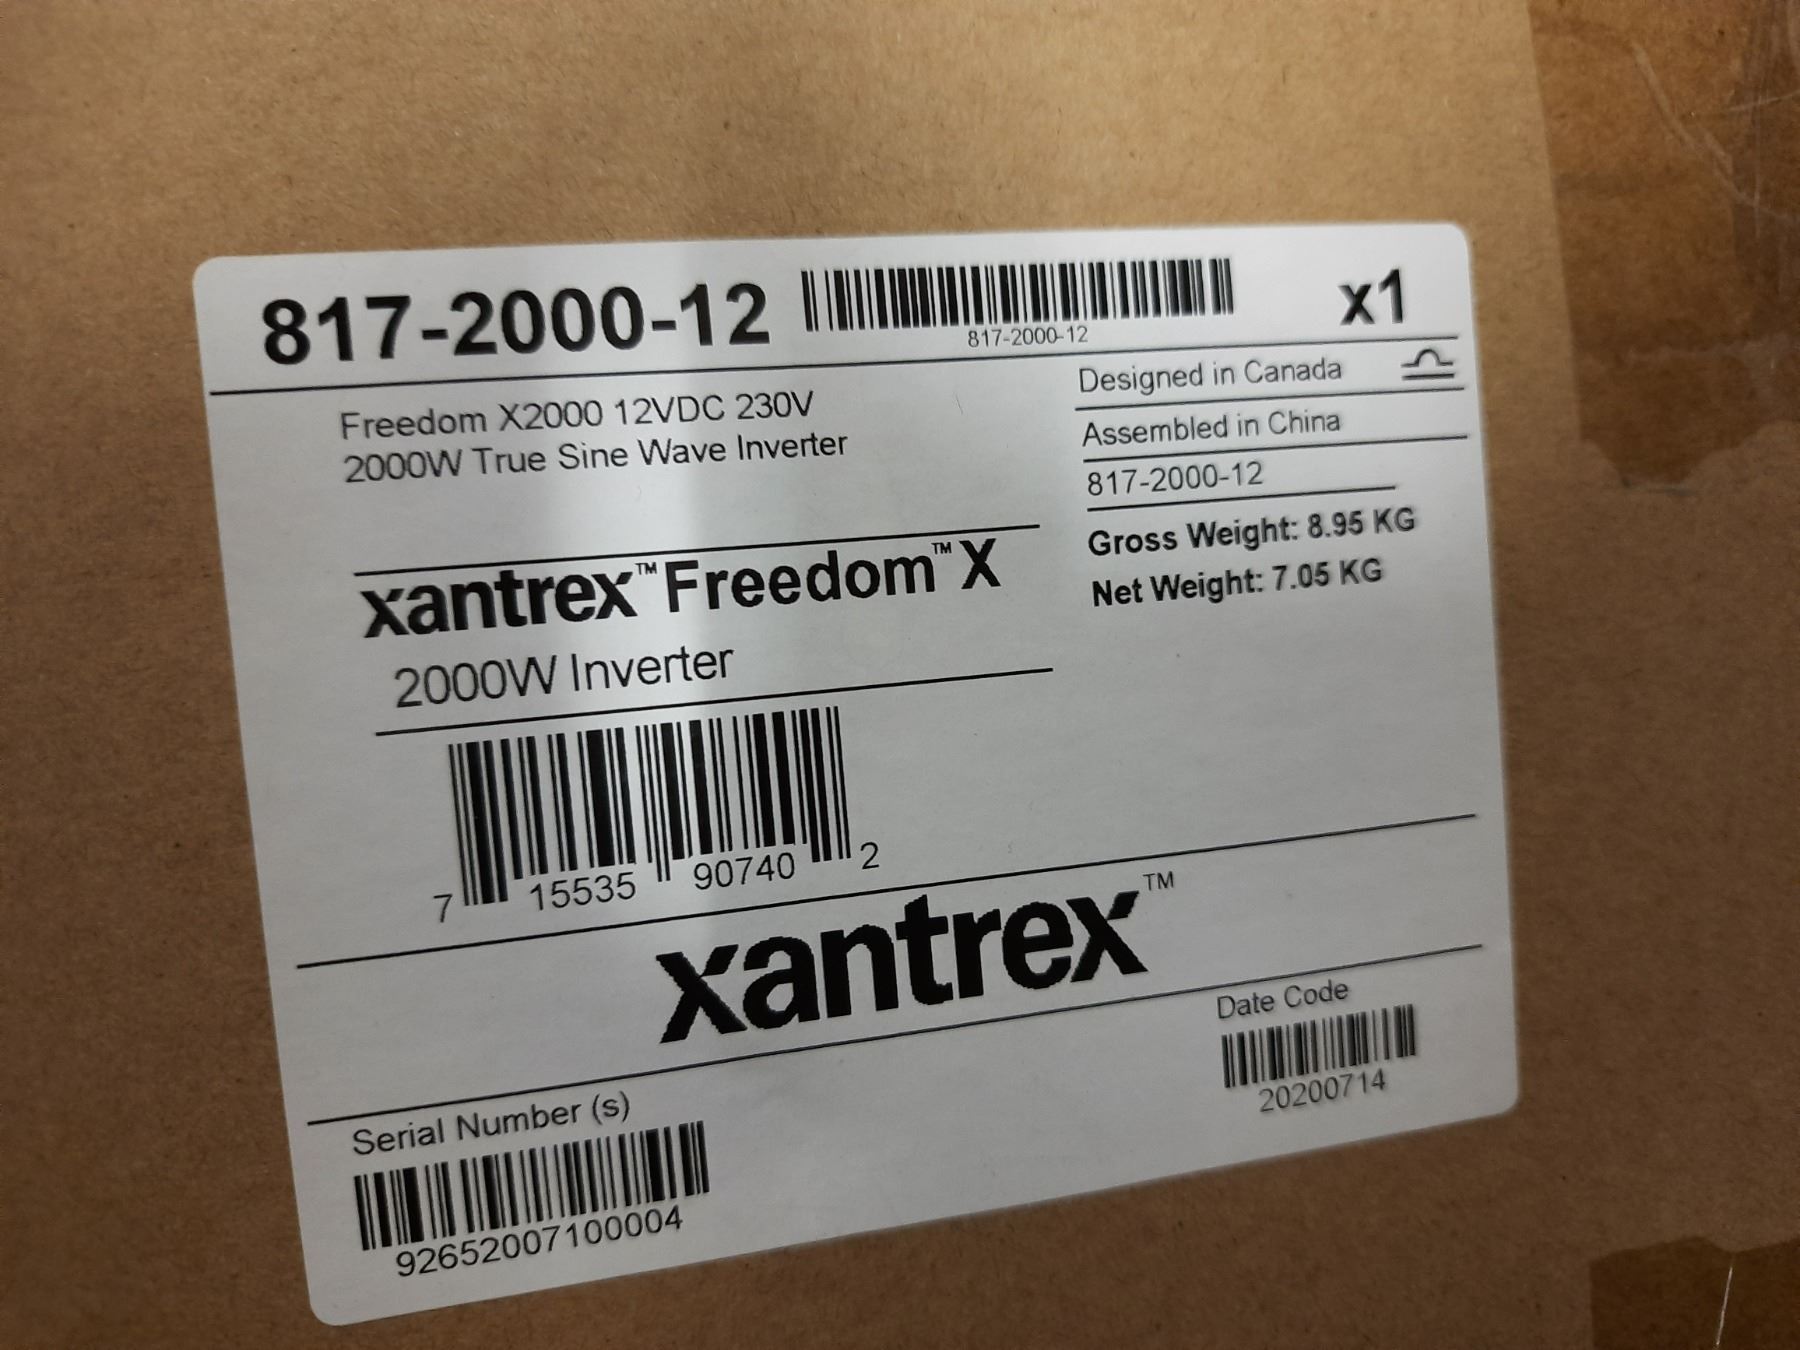 817-2000-12
817-2000-12
x1
Freedom X2000 12VDC 230V
2000W True Sine Wave Inverter
Designed in Canada
Assembled in China
817-2000-12
Gross Weight: 8.95 KG
Net Weight: 7.05 KG
xantrex™ Freedom™ X
2000W Inverter
7 15535 90740 2
xantrex™
Date Code
20200714
Serial Number (s)
92652007100004